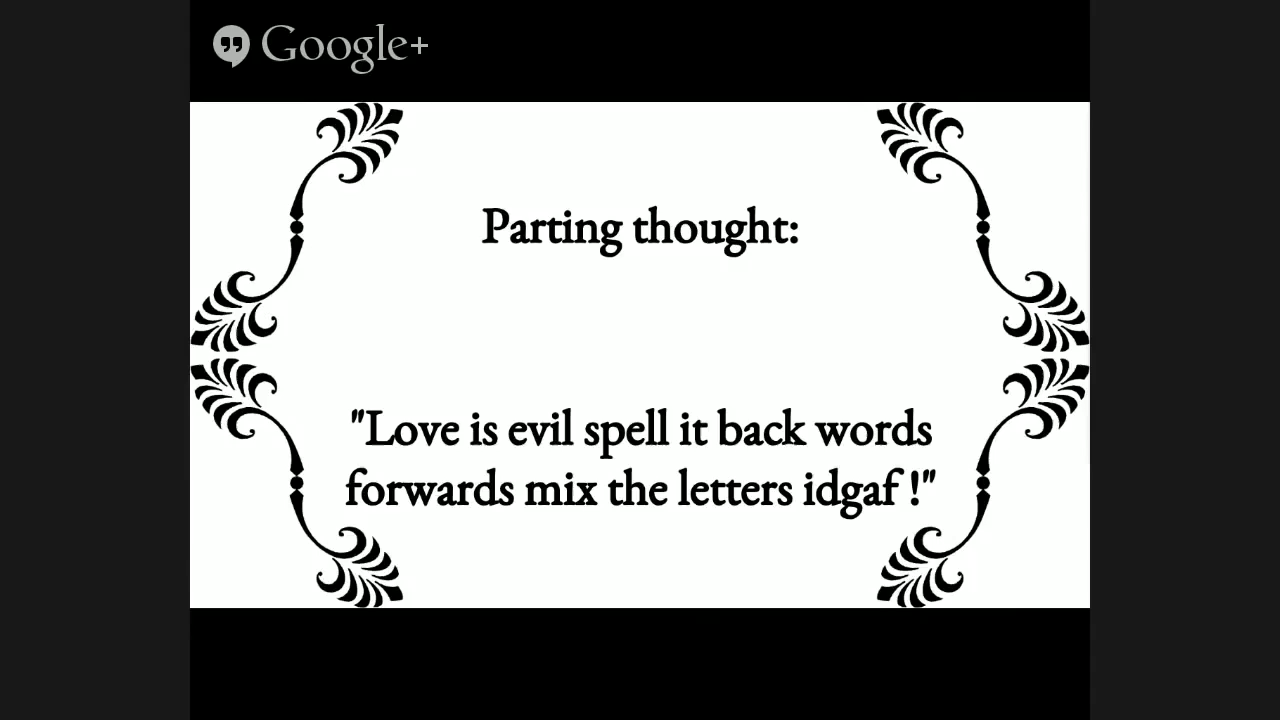 Google+
Parting thought:
"Love is evil spell it back words
forwards mix the letters idgaf !"